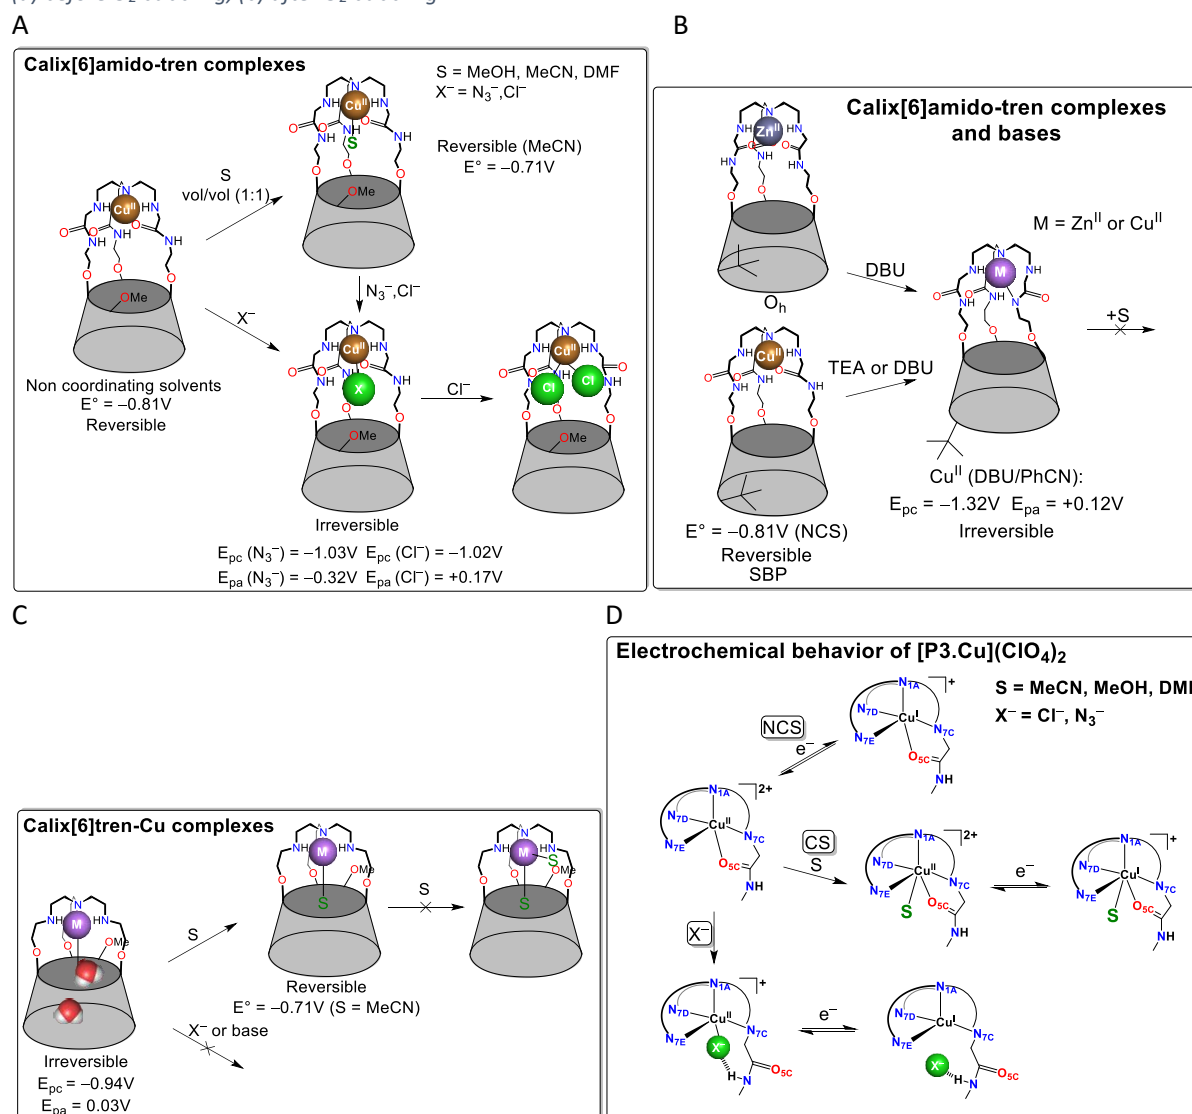 A
Calix[6]amido-tren complexes
S = MeOH, MeCN, DMF
X⁻ = N₃⁻,Cl⁻
Reversible (MeCN)
E° = −0.71V
S
vol/vol (1:1)
N₃⁻,Cl⁻
X⁻
Non coordinating solvents
E° = −0.81V
Reversible
Cl⁻
Irreversible
Epc (N₃⁻) = −1.03V Epc (Cl⁻) = −1.02V
Epa (N₃⁻) = −0.32V Epa (Cl⁻) = +0.17V
B
Calix[6]amido-tren complexes
and bases
M = Znᴵᴵ or Cuᴵᴵ
DBU
Oh
+S
TEA or DBU
Cuᴵᴵ (DBU/PhCN):
Epc = −1.32V Epa = +0.12V
Irreversible
E° = −0.81V (NCS)
Reversible
SBP
C
Calix[6]tren-Cu complexes
S
S
Reversible
E° = −0.71V (S = MeCN)
X⁻ or base
Irreversible
Epc = −0.94V
Epa = 0.03V
D
Electrochemical behavior of [P3.Cu](ClO₄)₂
S = MeCN, MeOH, DMF
X⁻ = Cl⁻, N₃⁻
NCS
e⁻
CS
S
e⁻
X⁻
e⁻